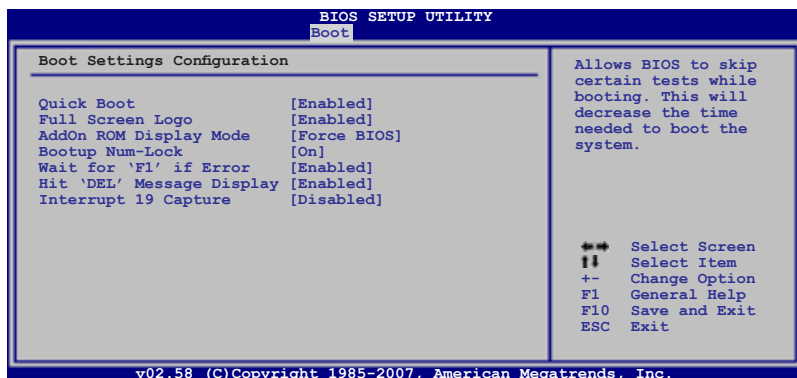 BIOS SETUP UTILITY
Boot
Boot Settings Configuration
Quick Boot [Enabled]
Full Screen Logo [Enabled]
AddOn ROM Display Mode [Force BIOS]
Bootup Num-Lock [On]
Wait for ‘F1’ if Error [Enabled]
Hit ‘DEL’ Message Display [Enabled]
Interrupt 19 Capture [Disabled]
Allows BIOS to skip
certain tests while
booting. This will
decrease the time
needed to boot the
system.
Select Screen
Select Item
+- Change Option
F1 General Help
F10 Save and Exit
ESC Exit
v02.58 (C)Copyright 1985-2007, American Megatrends, Inc.